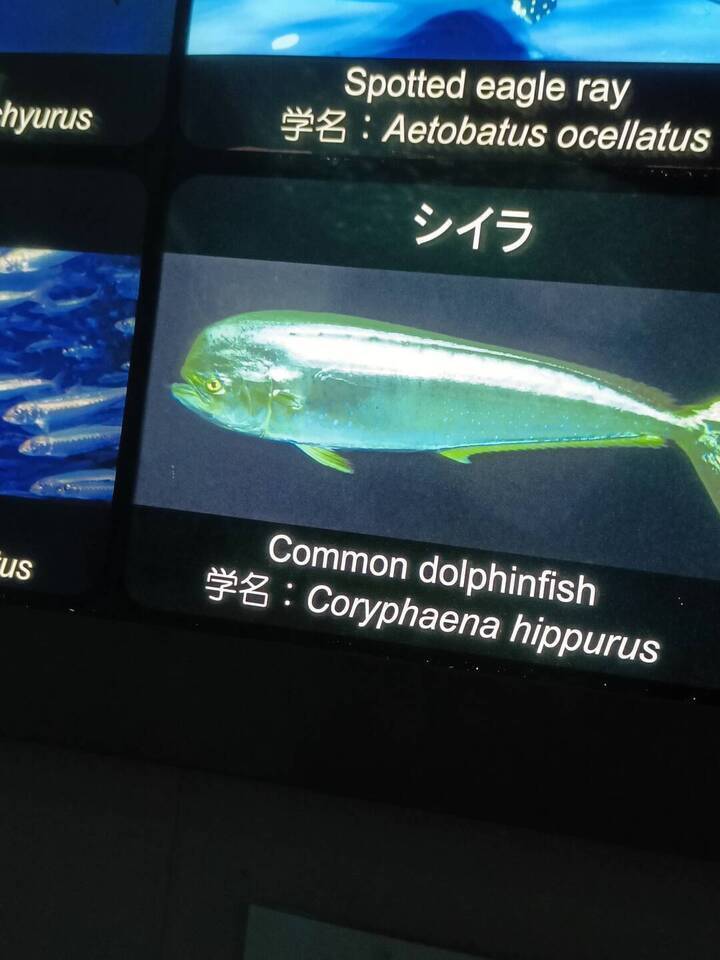 Spotted eagle ray
学名：Aetobatus ocellatus
シイラ
Common dolphinfish
学名：Coryphaena hippurus